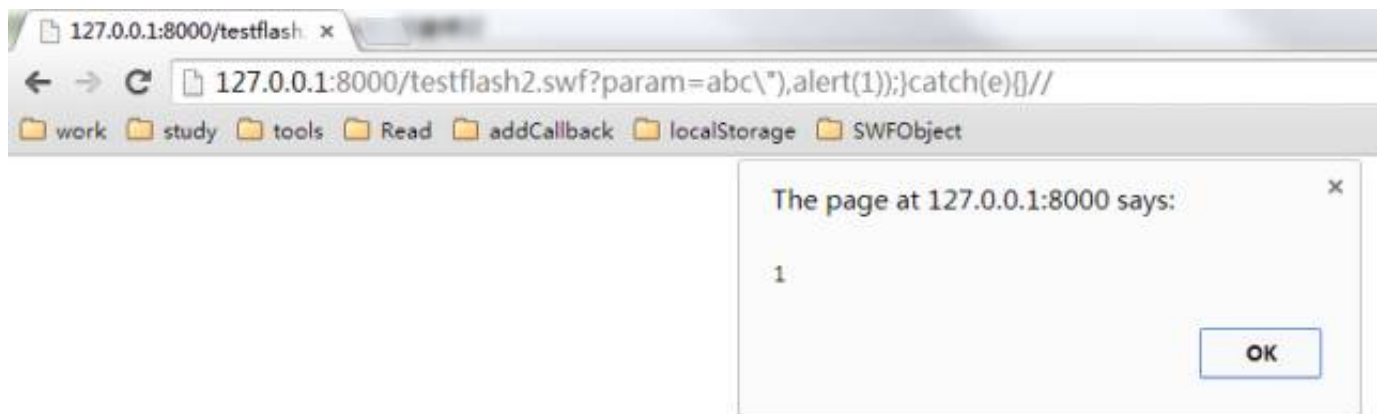 127.0.0.1:8000/testflash
127.0.0.1:8000/testflash2.swf?param=abc\"),alert(1));}catch(e){}//
work study tools Read addCallback localStorage SWFObject
The page at 127.0.0.1:8000 says:
1
OK